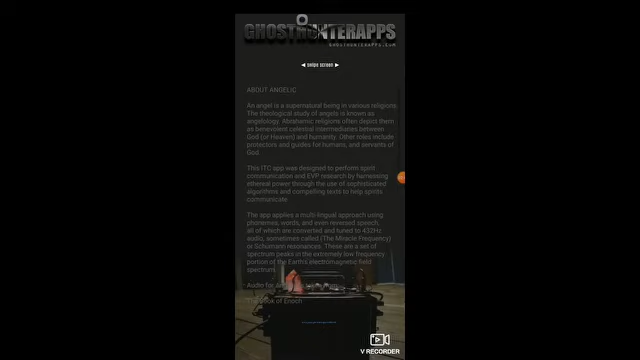 GHOSTHUNTERAPPS
GHOSTHUNTERAPPS.COM
◄ swipe screen ►
ABOUT ANGELIC
An angel is a supernatural being in various religions.
The theological study of angels is known as
angelology. Abrahamic religions often depict them
as benevolent celestial intermediaries between
God (or Heaven) and humanity. Other roles include
protectors and guides for humans, and servants of
God.
This ITC app was designed to perform spirit
communication and EVP research by harnessing
ethereal power through the use of sophisticated
algorithms and compelling texts to help spirits
communicate.
The app applies a multi-lingual approach using
phonemes, words, and even reversed speech,
all of which are converted and tuned to 432Hz
audio, sometimes called (The Miracle Frequency)
or Schumann resonances. These are a set of
spectrum peaks in the extremely low frequency
portion of the Earth's electromagnetic field
spectrum.
Audio for
The Book of Enoch
V RECORDER